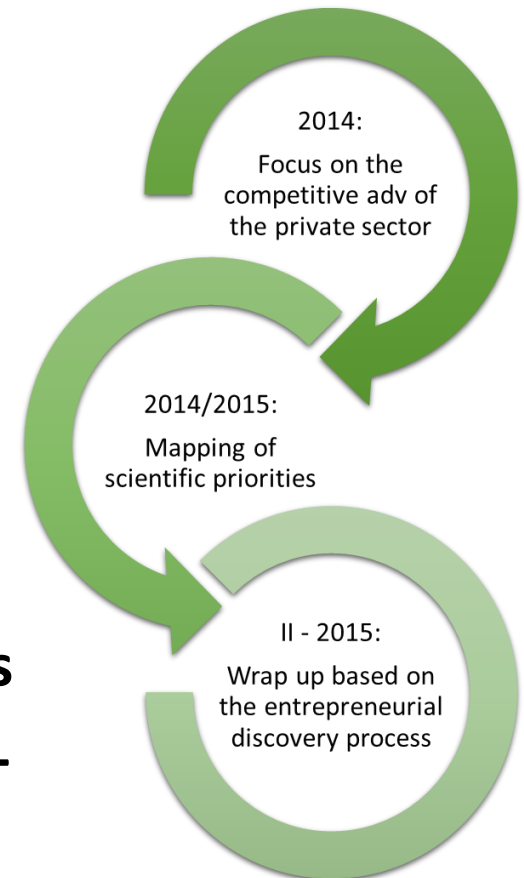 2014:
Focus on the
competitive adv of
the private sector
2014/2015:
Mapping of
scientific priorities
II - 2015:
Wrap up based on
the entrepreneurial
discovery process